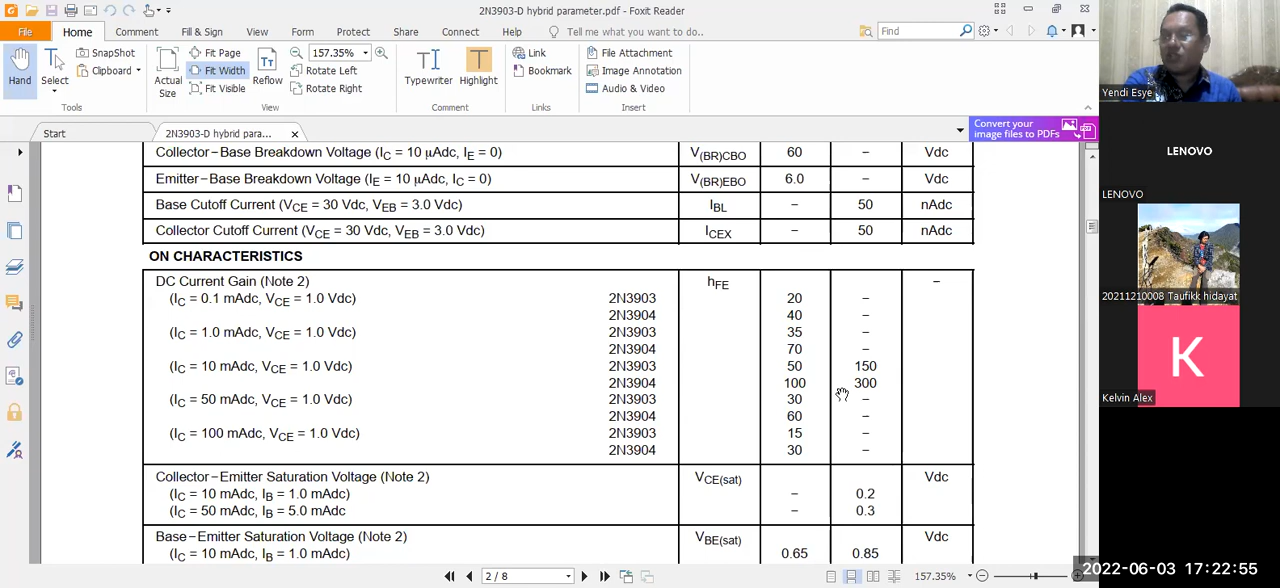 2N3903-D hybrid parameter.pdf - Foxit Reader
File Home Comment Fill & Sign View Form Protect Share Connect Help Tell me what you want to do.. Find
Hand
Select
SnapShot
Clipboard
Actual Size
Fit Page
Fit Width
Fit Visible
Reflow
157.35%
Rotate Left
Rotate Right
Typewriter
Highlight
Link
Bookmark
File Attachment
Image Annotation
Audio & Video
Tools View Comment Links Insert
Start 2N3903-D hybrid para...
Convert your
image files to PDFs
Collector−Base Breakdown Voltage (IC = 10 μAdc, IE = 0) V(BR)CBO 60 − Vdc
Emitter−Base Breakdown Voltage (IE = 10 μAdc, IC = 0) V(BR)EBO 6.0 − Vdc
Base Cutoff Current (VCE = 30 Vdc, VEB = 3.0 Vdc) IBL − 50 nAdc
Collector Cutoff Current (VCE = 30 Vdc, VEB = 3.0 Vdc) ICEX − 50 nAdc
ON CHARACTERISTICS
DC Current Gain (Note 2) hFE −
(IC = 0.1 mAdc, VCE = 1.0 Vdc) 2N3903 20 −
2N3904 40 −
(IC = 1.0 mAdc, VCE = 1.0 Vdc) 2N3903 35 −
2N3904 70 −
(IC = 10 mAdc, VCE = 1.0 Vdc) 2N3903 50 150
2N3904 100 300
(IC = 50 mAdc, VCE = 1.0 Vdc) 2N3903 30 −
2N3904 60 −
(IC = 100 mAdc, VCE = 1.0 Vdc) 2N3903 15 −
2N3904 30 −
Collector−Emitter Saturation Voltage (Note 2) VCE(sat) Vdc
(IC = 10 mAdc, IB = 1.0 mAdc) − 0.2
(IC = 50 mAdc, IB = 5.0 mAdc − 0.3
Base−Emitter Saturation Voltage (Note 2) VBE(sat) Vdc
(IC = 10 mAdc, IB = 1.0 mAdc) 0.65 0.85
2 / 8
157.35%
Yendi Esye
LENOVO
LENOVO
20211210008 Taufikk hidayat
K
Kelvin Alex
2022-06-03 17:22:55